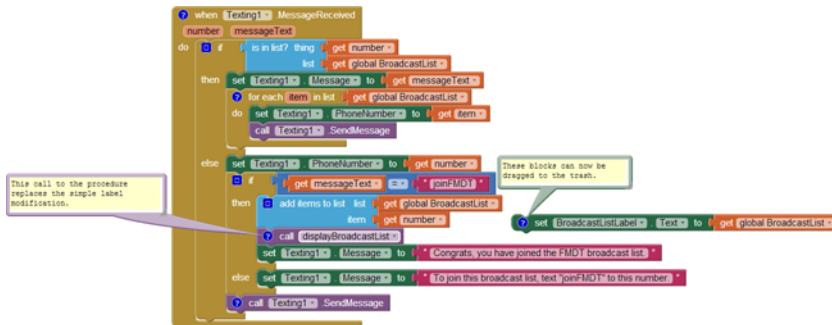 when Texting1 .MessageReceived
number messageText
do if is in list? thing get number
list get global BroadcastList
then set Texting1 . Message to get messageText
for each item in list get global BroadcastList
do set Texting1 . PhoneNumber to get item
call Texting1 .SendMessage
else set Texting1 . PhoneNumber to get number
if get messageText = " joinFMDT "
then add items to list list get global BroadcastList
item get number
call displayBroadcastList
set Texting1 . Message to " Congrats, you have joined the FMDT broadcast list. "
else set Texting1 . Message to " To join this broadcast list, text "joinFMDT" to this number. "
call Texting1 .SendMessage
This call to the procedure
replaces the simple label
modification.
These blocks can now be
dragged to the trash.
set BroadcastListLabel . Text to get global BroadcastList